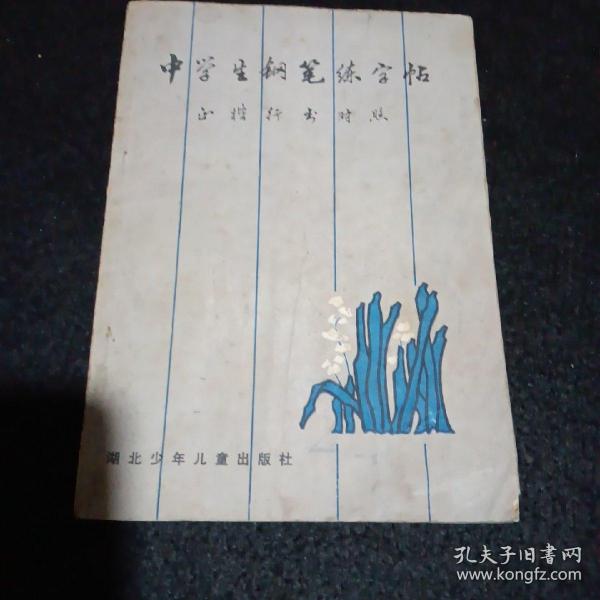 中学生钢笔练字帖
正楷行书对照
湖北少年儿童出版社
孔夫子旧书网
www.kongfz.com